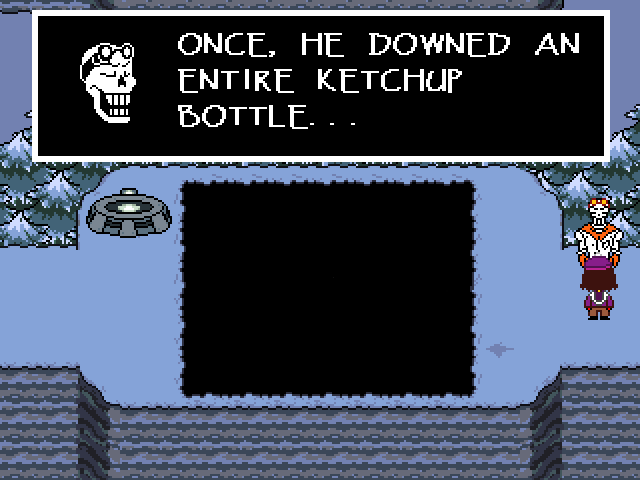 ONCE, HE DOWNED AN
ENTIRE KETCHUP
BOTTLE...